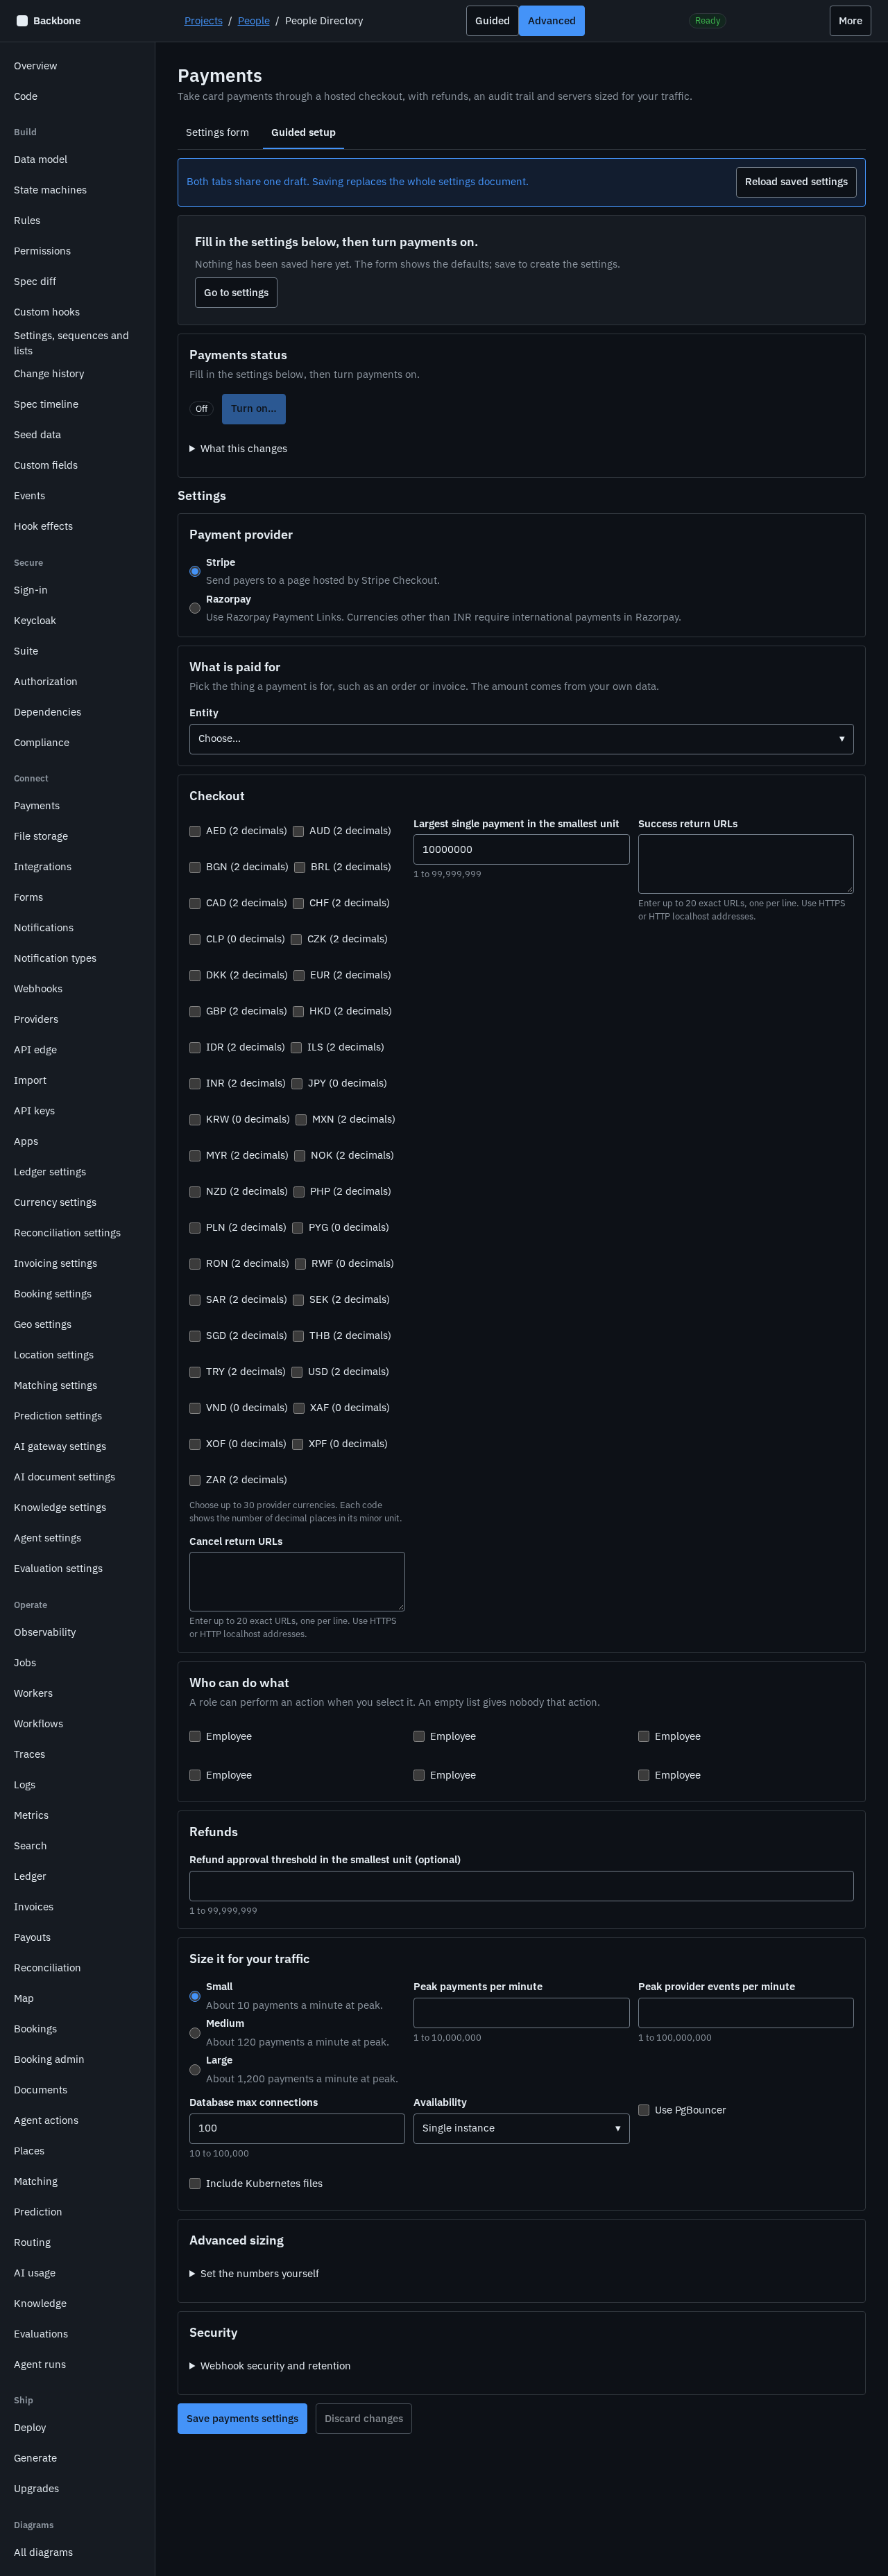 Backbone
Projects / People / People Directory
Guided
Advanced
Ready
More
Overview
Code
Build
Data model
State machines
Rules
Permissions
Spec diff
Custom hooks
Settings, sequences and
lists
Change history
Spec timeline
Seed data
Custom fields
Events
Hook effects
Secure
Sign-in
Keycloak
Suite
Authorization
Dependencies
Compliance
Connect
Payments
File storage
Integrations
Forms
Notifications
Notification types
Webhooks
Providers
API edge
Import
API keys
Apps
Ledger settings
Currency settings
Reconciliation settings
Invoicing settings
Booking settings
Geo settings
Location settings
Matching settings
Prediction settings
AI gateway settings
AI document settings
Knowledge settings
Agent settings
Evaluation settings
Operate
Observability
Jobs
Workers
Workflows
Traces
Logs
Metrics
Search
Ledger
Invoices
Payouts
Reconciliation
Map
Bookings
Booking admin
Documents
Agent actions
Places
Matching
Prediction
Routing
AI usage
Knowledge
Evaluations
Agent runs
Ship
Deploy
Generate
Upgrades
Diagrams
All diagrams
Payments
Take card payments through a hosted checkout, with refunds, an audit trail and servers sized for your traffic.
Settings form
Guided setup
Both tabs share one draft. Saving replaces the whole settings document.
Reload saved settings
Fill in the settings below, then turn payments on.
Nothing has been saved here yet. The form shows the defaults; save to create the settings.
Go to settings
Payments status
Fill in the settings below, then turn payments on.
Off
Turn on...
What this changes
Settings
Payment provider
Stripe
Send payers to a page hosted by Stripe Checkout.
Razorpay
Use Razorpay Payment Links. Currencies other than INR require international payments in Razorpay.
What is paid for
Pick the thing a payment is for, such as an order or invoice. The amount comes from your own data.
Entity
Choose...
Checkout
AED (2 decimals) AUD (2 decimals)
BGN (2 decimals) BRL (2 decimals)
CAD (2 decimals) CHF (2 decimals)
CLP (0 decimals) CZK (2 decimals)
DKK (2 decimals) EUR (2 decimals)
GBP (2 decimals) HKD (2 decimals)
IDR (2 decimals) ILS (2 decimals)
INR (2 decimals) JPY (0 decimals)
KRW (0 decimals) MXN (2 decimals)
MYR (2 decimals) NOK (2 decimals)
NZD (2 decimals) PHP (2 decimals)
PLN (2 decimals) PYG (0 decimals)
RON (2 decimals) RWF (0 decimals)
SAR (2 decimals) SEK (2 decimals)
SGD (2 decimals) THB (2 decimals)
TRY (2 decimals) USD (2 decimals)
VND (0 decimals) XAF (0 decimals)
XOF (0 decimals) XPF (0 decimals)
ZAR (2 decimals)
Choose up to 30 provider currencies. Each code
shows the number of decimal places in its minor unit.
Largest single payment in the smallest unit
10000000
1 to 99,999,999
Success return URLs
Enter up to 20 exact URLs, one per line. Use HTTPS
or HTTP localhost addresses.
Cancel return URLs
Enter up to 20 exact URLs, one per line. Use HTTPS
or HTTP localhost addresses.
Who can do what
A role can perform an action when you select it. An empty list gives nobody that action.
Employee
Employee
Employee
Employee
Employee
Employee
Refunds
Refund approval threshold in the smallest unit (optional)
1 to 99,999,999
Size it for your traffic
Small
About 10 payments a minute at peak.
Medium
About 120 payments a minute at peak.
Large
About 1,200 payments a minute at peak.
Peak payments per minute
1 to 10,000,000
Peak provider events per minute
1 to 100,000,000
Database max connections
100
10 to 100,000
Availability
Single instance
Use PgBouncer
Include Kubernetes files
Advanced sizing
Set the numbers yourself
Security
Webhook security and retention
Save payments settings
Discard changes